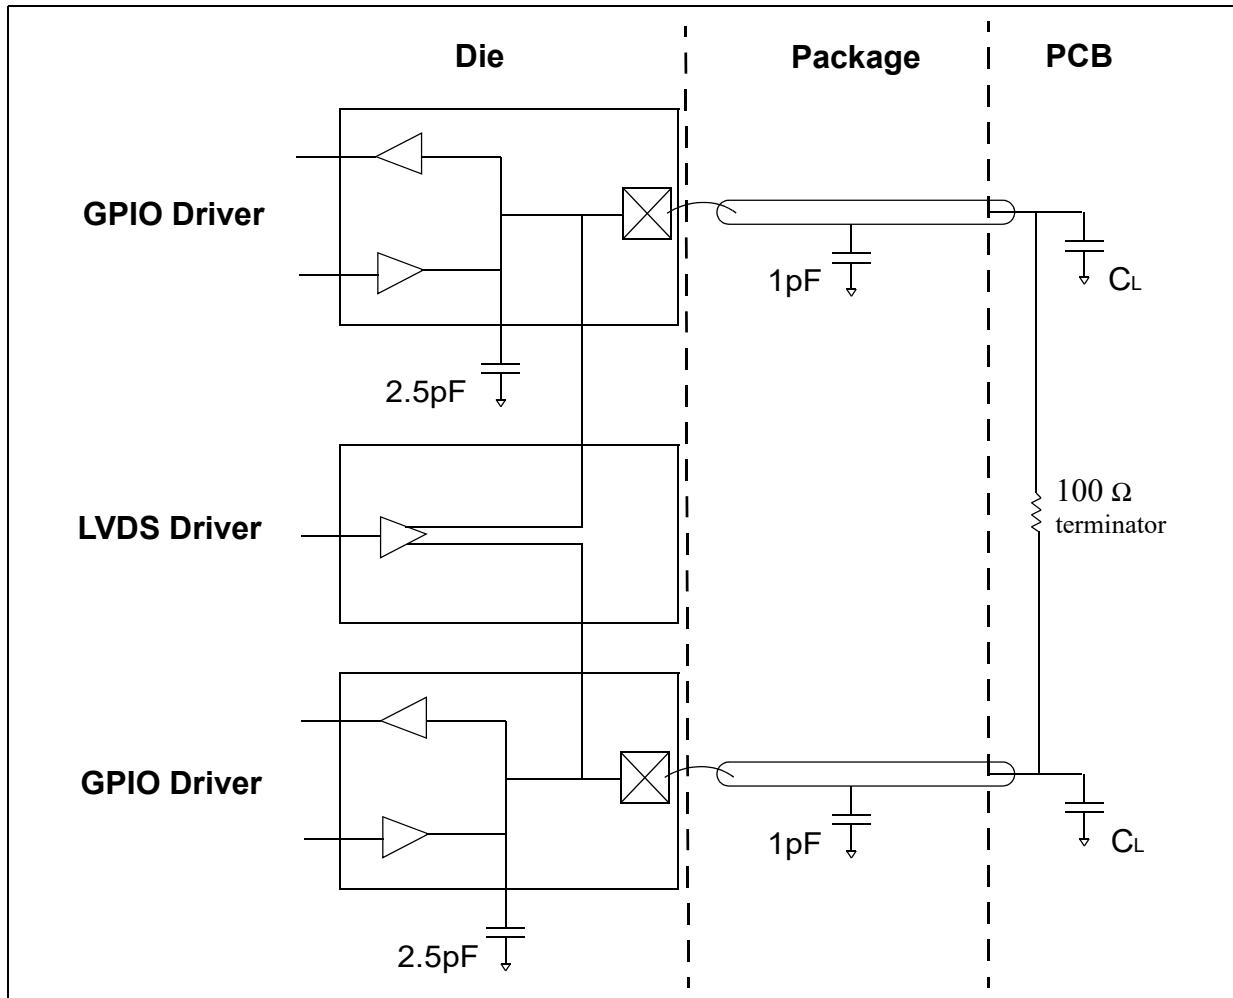 Die
Package
PCB
GPIO Driver
1pF
CL
2.5pF
LVDS Driver
100 Ω
terminator
GPIO Driver
1pF
CL
2.5pF